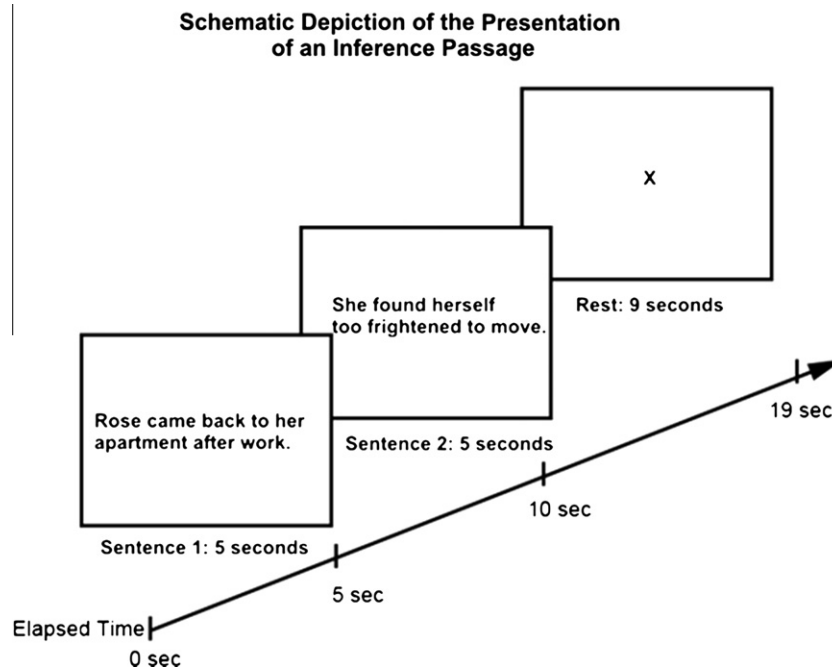 Schematic Depiction of the Presentation
of an Inference Passage
X
Rest: 9 seconds
She found herself
too frightened to move.
Sentence 2: 5 seconds
Rose came back to her
apartment after work.
Sentence 1: 5 seconds
Elapsed Time
0 sec
5 sec
10 sec
19 sec